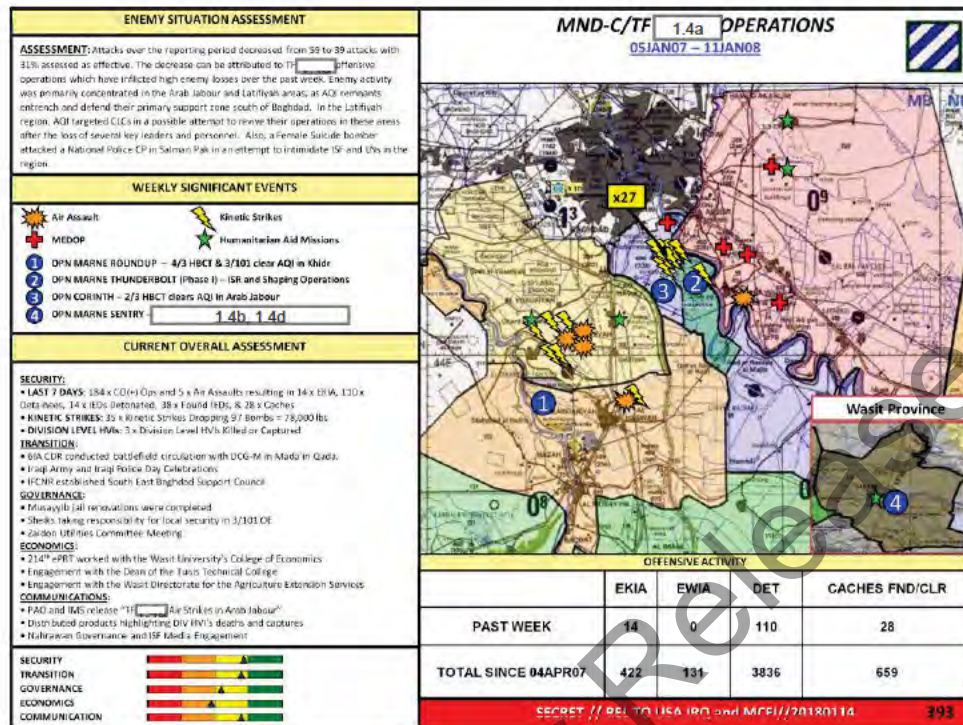 ENEMY SITUATION ASSESSMENT
ASSESSMENT: Attacks over the reporting period decreased from 59 to 39 attacks with
31% assessed as effective. The decrease can be attributed to TF offensive
operations which have inflicted high enemy losses over the past week. Enemy activity
was primarily concentrated in the Arab Jabour and Latifiyah areas, as AQI remnants
entrench and defend their primary support zone south of Baghdad. In the Latifiyah
region, AQI targeted CLCs in a possible attempt to revive their operations in these areas
after the loss of several key leaders and personnel. Also, a Female Suicide bomber
attacked a National Police CP in Salman Pak in an attempt to intimidate ISF and LNs in the
region.
WEEKLY SIGNIFICANT EVENTS
Air Assault
Kinetic Strikes
MEDOP
Humanitarian Aid Missions
1 OPN MARNE ROUNDUP – 4/3 HBCT & 3/101 clear AQI in Khidr
2 OPN MARNE THUNDERBOLT (Phase I) – ISR and Shaping Operations
3 OPN CORINTH – 2/3 HBCT clears AQI in Arab Jabour
4 OPN MARNE SENTRY - 1.4b, 1.4d
CURRENT OVERALL ASSESSMENT
SECURITY:
• LAST 7 DAYS: 184 x CO(+) Ops and 5 x Air Assaults resulting in 14 x EKIA, 110 x
Detainees, 14 x IEDs Detonated, 38 x Found IEDs, & 28 x Caches
• KINETIC STRIKES: 35 x Kinetic Strikes Dropping 97 Bombs = 73,000 lbs
• DIVISION LEVEL HVIs: 3 x Division Level HVIs Killed or Captured
TRANSITION:
• 6IA CDR conducted battlefield circulation with DCG-M in Mada'in Qada.
• Iraqi Army and Iraqi Police Day Celebrations
• IFCNR established South East Baghdad Support Council
GOVERNANCE:
• Musayyib Jail renovations were completed
• Sheiks taking responsibility for local security in 3/101 OE
• Zaidon Utilities Committee Meeting
ECONOMICS:
• 214th ePRT worked with the Wasit University's College of Economics
• Engagement with the Dean of the Tunis Technical College
• Engagement with the Wasit Directorate for the Agriculture Extension Services
COMMUNICATIONS:
• PAO and IMS release "TF Air Strikes in Arab Jabour"
• Distributed products highlighting DIV HVI's deaths and captures
• Nahrawan Governance and ISF Media Engagement
SECURITY
TRANSITION
GOVERNANCE
ECONOMICS
COMMUNICATION
MND-C/TF 1.4a OPERATIONS
05JAN07 – 11JAN08
x27
3
2
1
Wasit Province
4
OFFENSIVE ACTIVITY
EKIA EWIA DET CACHES FND/CLR
PAST WEEK 14 0 110 28
TOTAL SINCE 04APR07 422 131 3836 659
SECRET // REL TO USA IRQ and MCFI//20180114
393
Release